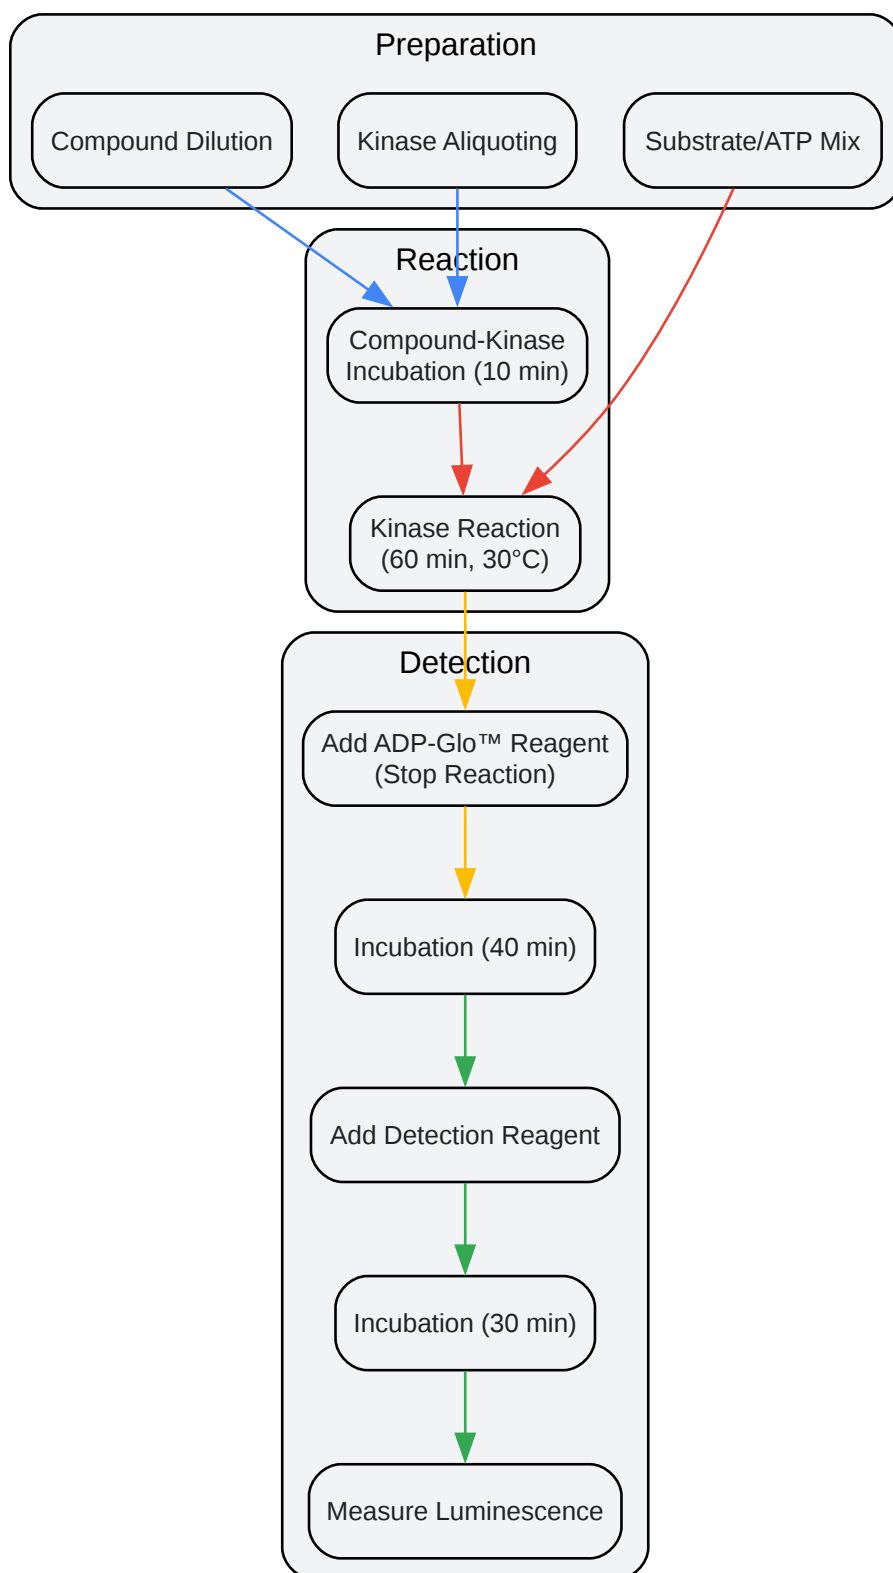 Preparation
Compound Dilution
Kinase Aliquoting
Substrate/ATP Mix
Reaction
Compound-Kinase
Incubation (10 min)
Kinase Reaction
(60 min, 30°C)
Detection
Add ADP-Glo™ Reagent
(Stop Reaction)
Incubation (40 min)
Add Detection Reagent
Incubation (30 min)
Measure Luminescence